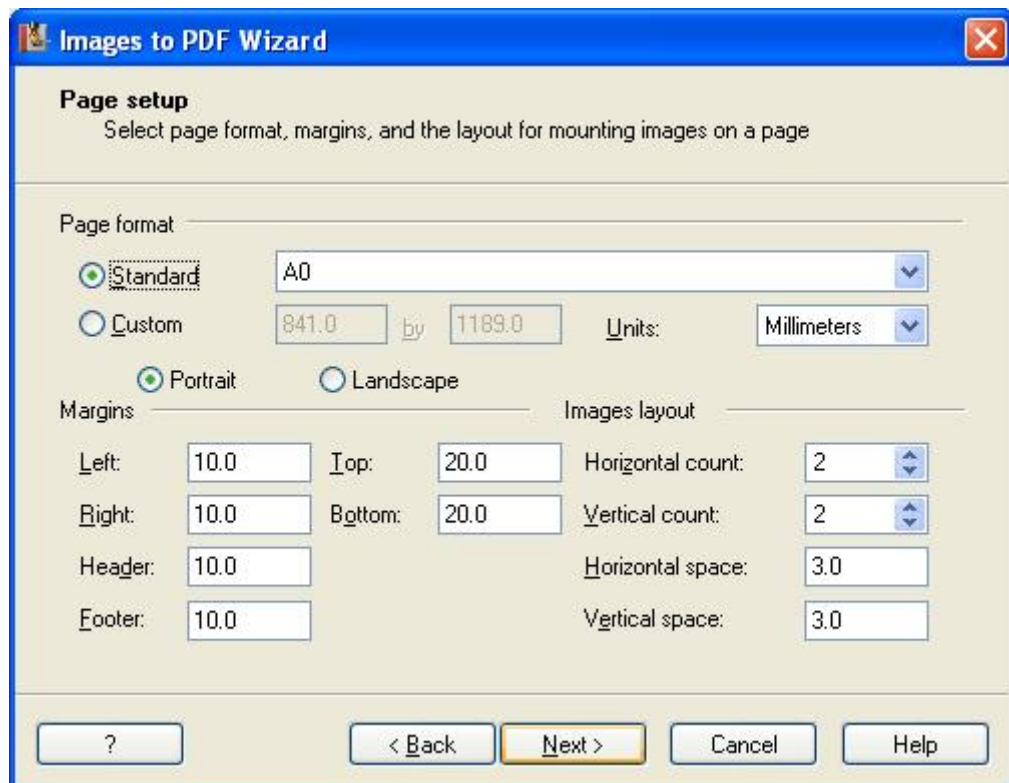 Images to PDF Wizard
Page setup
Select page format, margins, and the layout for mounting images on a page
Page format
Standard A0
Custom 841.0 by 1189.0 Units: Millimeters
Portrait Landscape
Margins Images layout
Left: 10.0 Top: 20.0 Horizontal count: 2
Right: 10.0 Bottom: 20.0 Vertical count: 2
Header: 10.0 Horizontal space: 3.0
Footer: 10.0 Vertical space: 3.0
? < Back Next > Cancel Help